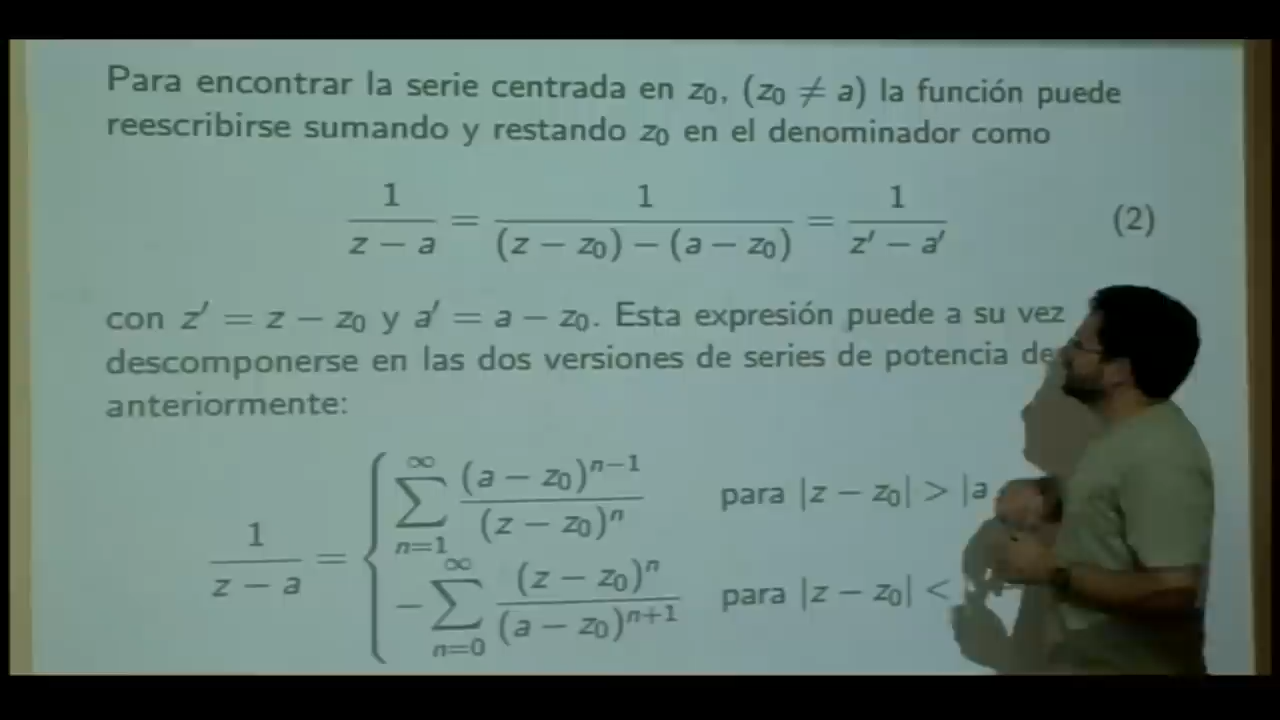 Para encontrar la serie centrada en z₀, (z₀ ≠ a) la función puede
reescribirse sumando y restando z₀ en el denominador como
1/(z − a) = 1/((z − z₀) − (a − z₀)) = 1/(z′ − a′) (2)
con z′ = z − z₀ y a′ = a − z₀. Esta expresión puede a su vez
descomponerse en las dos versiones de series de potencia
anteriormente:
1/(z − a) = { ∑_{n=1}^{∞} (a − z₀)^{n−1}/(z − z₀)^n para |z − z₀| > |a
−∑_{n=0}^{∞} (z − z₀)^n/(a − z₀)^{n+1} para |z − z₀| <